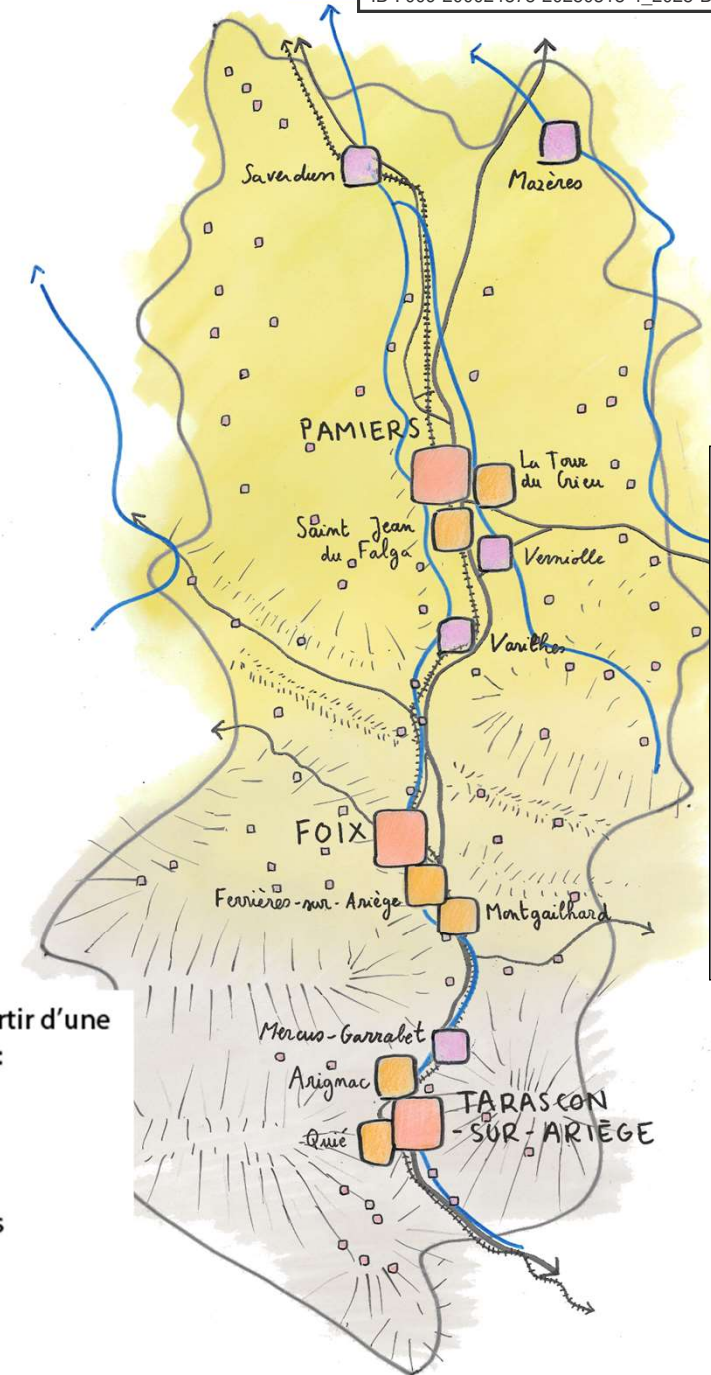 Saverdun
Mazères
PAMIERS
La Tour
du Crieu
Saint Jean
du Falga
Verniolle
Varilhes
FOIX
Ferrières-sur-Ariège
Montgailhard
rtir d'une
:
Mercus-Garrabet
Arignac
TARASCON
-SUR-ARIÈGE
Quié
s